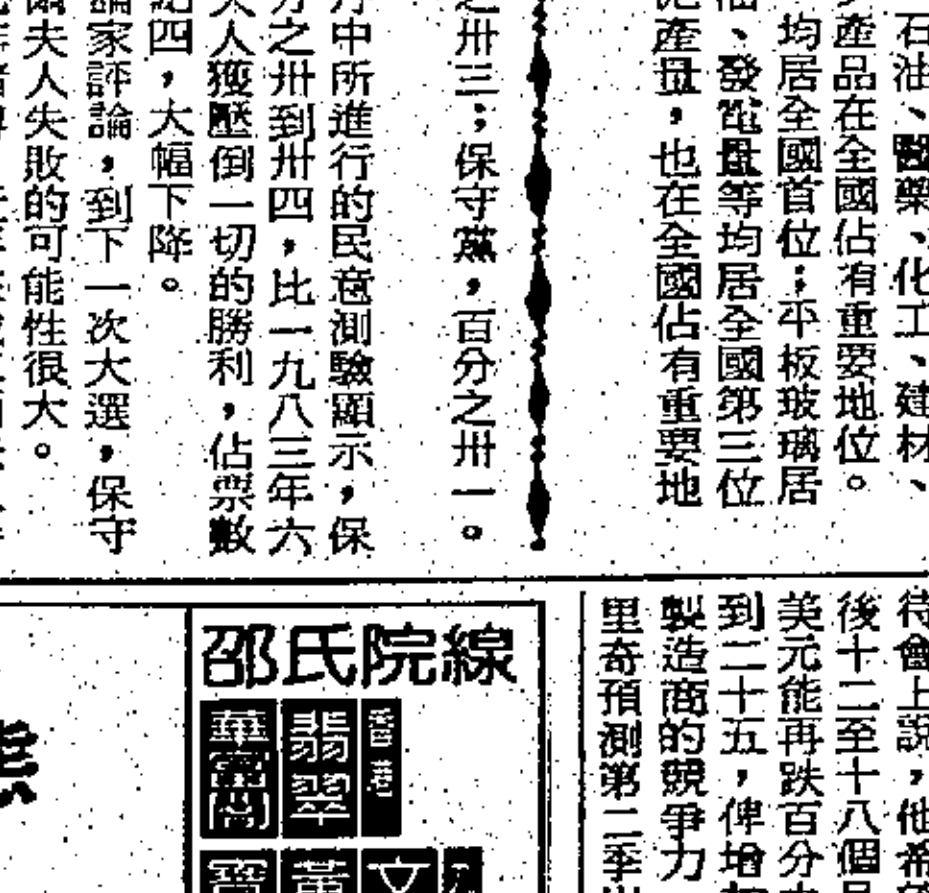 石油、醫藥、化工、建材、
產品在全國佔有重要地位。
均居全國首位；平板玻璃居
、發電量等均居全國第三位
產量，也在全國佔有重要地
之卅三；保守黨，百分之卅一。
中所進行的民意測驗顯示，保
分之卅到卅四，比一九八三年六
夫人獲壓倒一切的勝利，佔票數
點四，大幅下降。
論家評論，到下一次大選，保守
爾夫人失敗的可能性很大。
待會上說，他希
後十二至十八個
美元能再跌百分
到二十五，俾增
製造商的競爭力
里奇預測第二季
邵氏院線
香港
翡翠
華富
黃
文
態